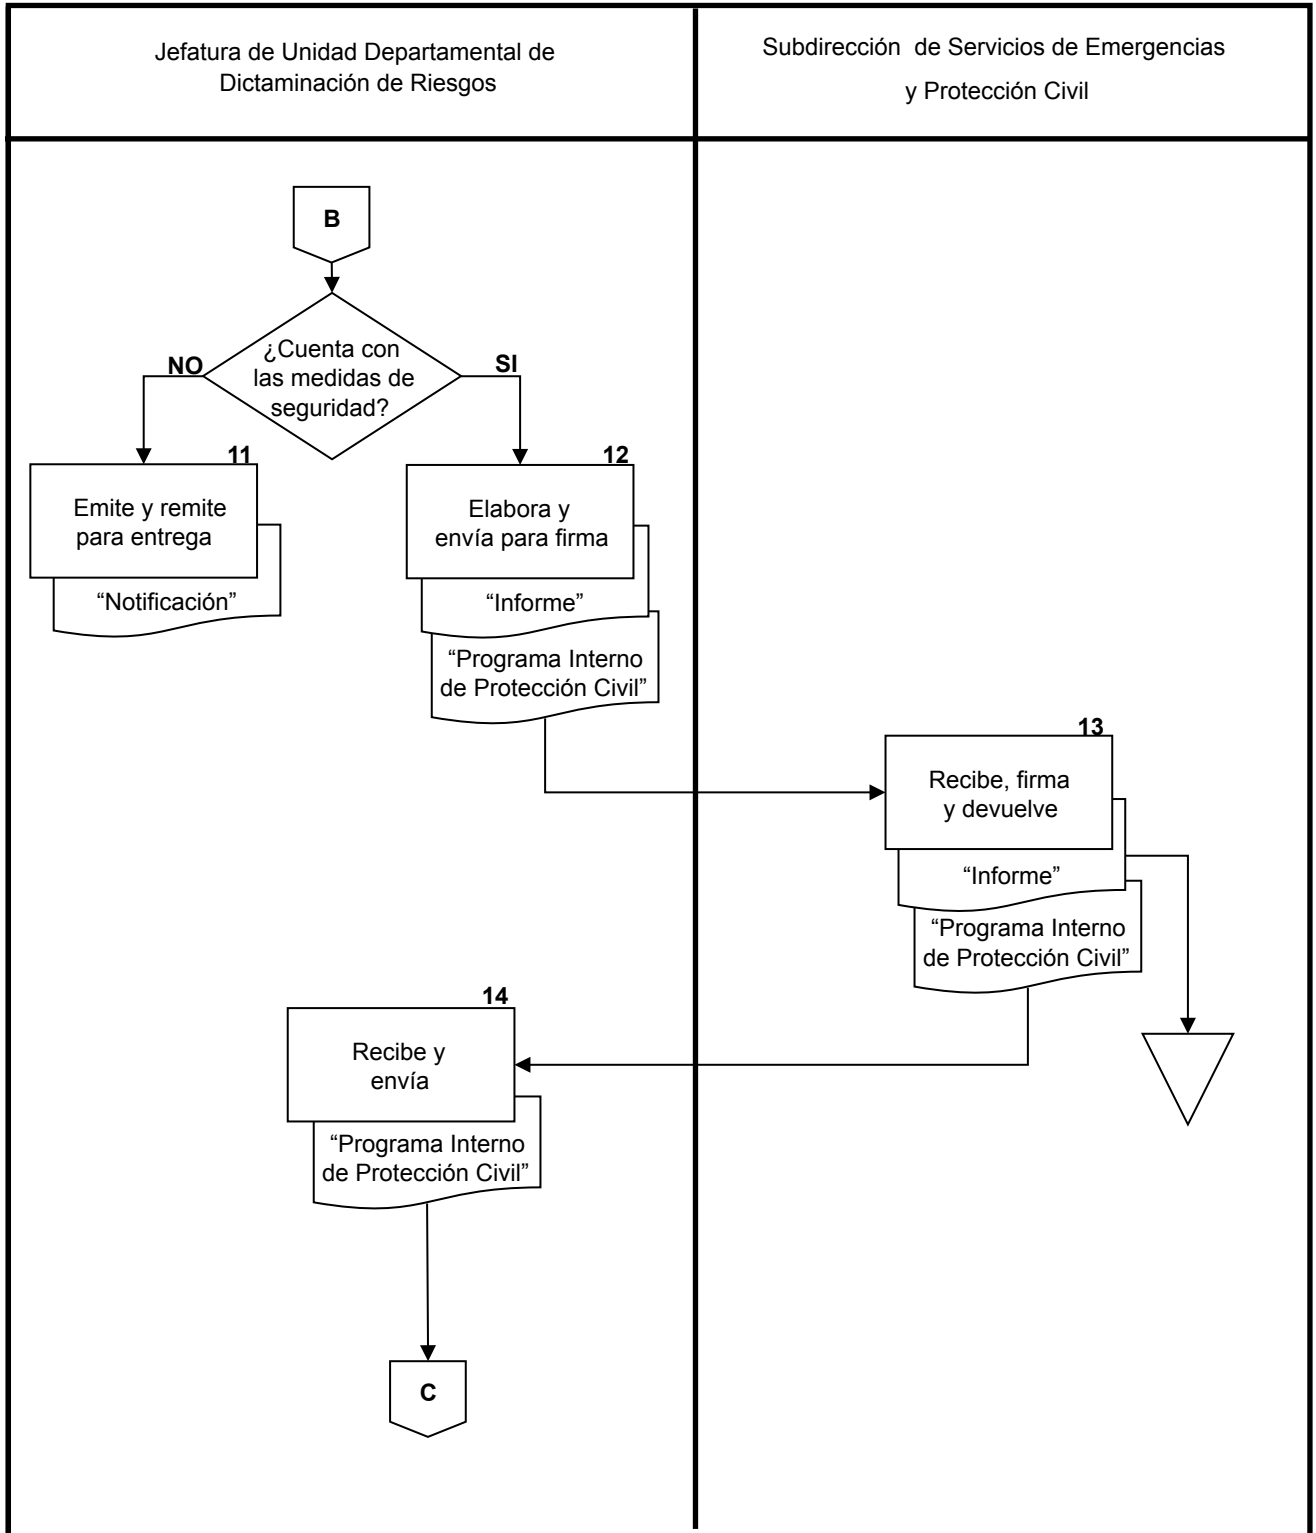 Jefatura de Unidad Departamental de
Dictaminación de Riesgos
Subdirección de Servicios de Emergencias
y Protección Civil
B
¿Cuenta con
las medidas de
seguridad?
NO
SI
11
Emite y remite
para entrega
“Notificación”
12
Elabora y
envía para firma
“Informe”
“Programa Interno
de Protección Civil”
13
Recibe, firma
y devuelve
“Informe”
“Programa Interno
de Protección Civil”
14
Recibe y
envía
“Programa Interno
de Protección Civil”
C